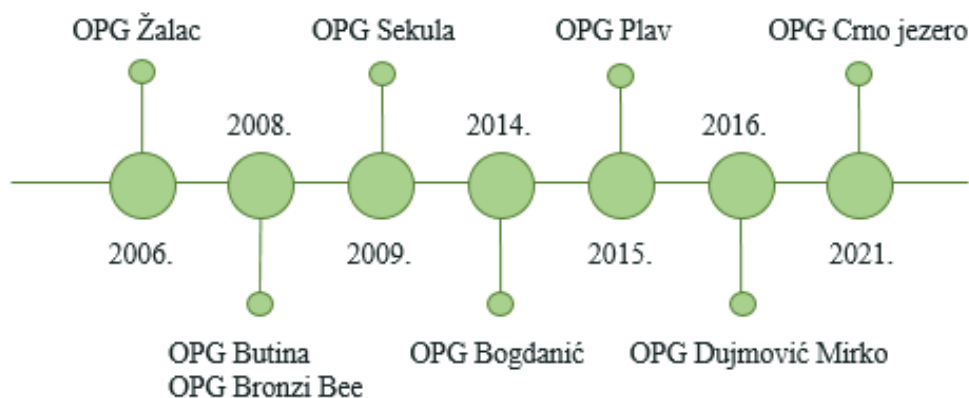 OPG Žalac
OPG Sekula
OPG Plav
OPG Crno jezero
2008.
2014.
2016.
2006.
2009.
2015.
2021.
OPG Butina
OPG Bronzi Bee
OPG Bogdanić
OPG Dujmović Mirko